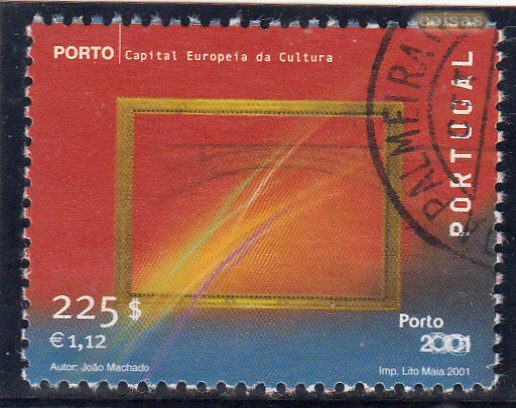 coisas
PORTO | Capital Europeia da Cultura
PORTUGAL
PALMEIRA
225$
€1,12
Autor: João Machado
Porto
2001
Imp. Lito Maia 2001